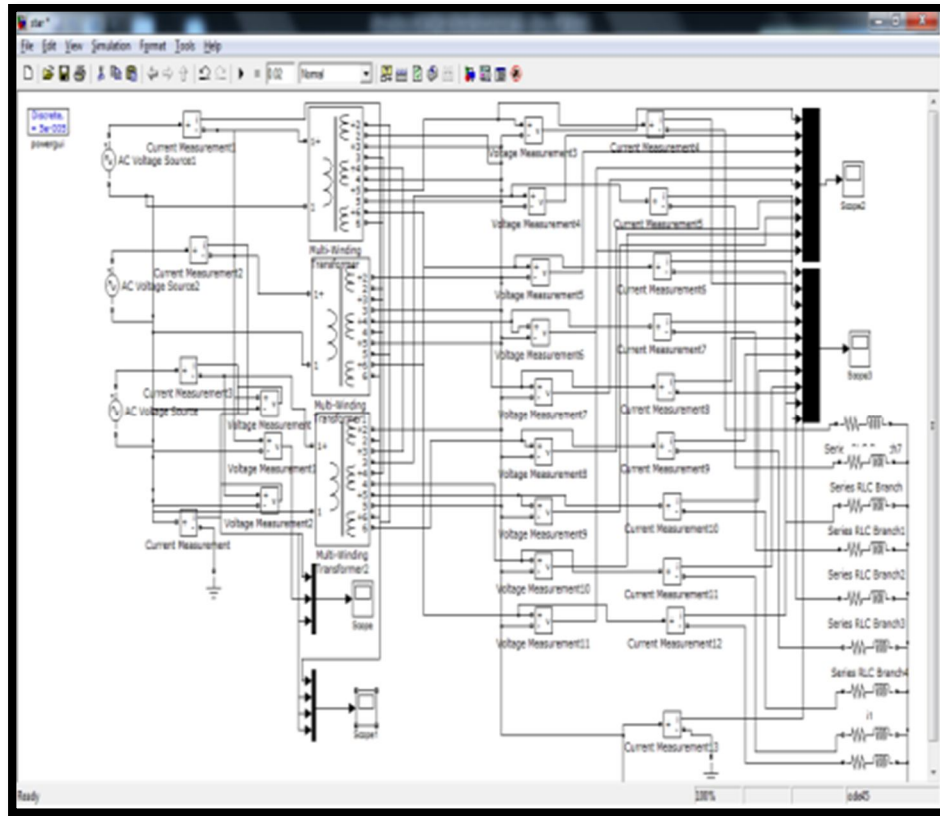 star *
File Edit View Simulation Format Tools Help
0.02 Normal
Discrete,
= 5e-005
powergui
AC Voltage Source1
Current Measurement1
Multi-Winding
Transformer
Voltage Measurement3
Current Measurement4
Scope2
Voltage Measurement4
Current Measurement5
AC Voltage Source2
Current Measurement2
Voltage Measurement5
Current Measurement6
Voltage Measurement6
Current Measurement7
Scope3
Current Measurement3
AC Voltage Source
Voltage Measurement
Multi-Winding
Transformer1
Voltage Measurement7
Current Measurement8
Voltage Measurement1
Voltage Measurement8
Current Measurement9
Series RLC Branch
Voltage Measurement2
Current Measurement
Voltage Measurement9
Current Measurement10
Series RLC Branch1
Multi-Winding
Transformer2
Voltage Measurement10
Current Measurement11
Series RLC Branch2
Scope
Voltage Measurement11
Current Measurement12
Series RLC Branch3
Series RLC Branch4
Scope1
Current Measurement13
Ready
100%
ode45